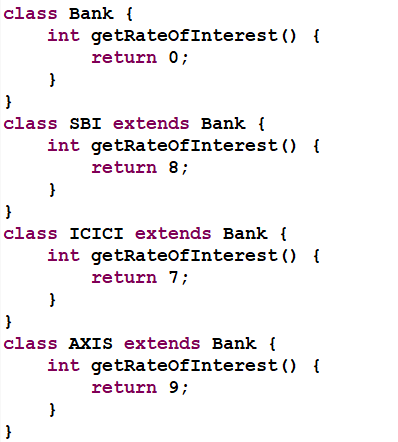 class Bank {
    int getRateOfInterest() {
        return 0;
    }
}
class SBI extends Bank {
    int getRateOfInterest() {
        return 8;
    }
}
class ICICI extends Bank {
    int getRateOfInterest() {
        return 7;
    }
}
class AXIS extends Bank {
    int getRateOfInterest() {
        return 9;
    }
}